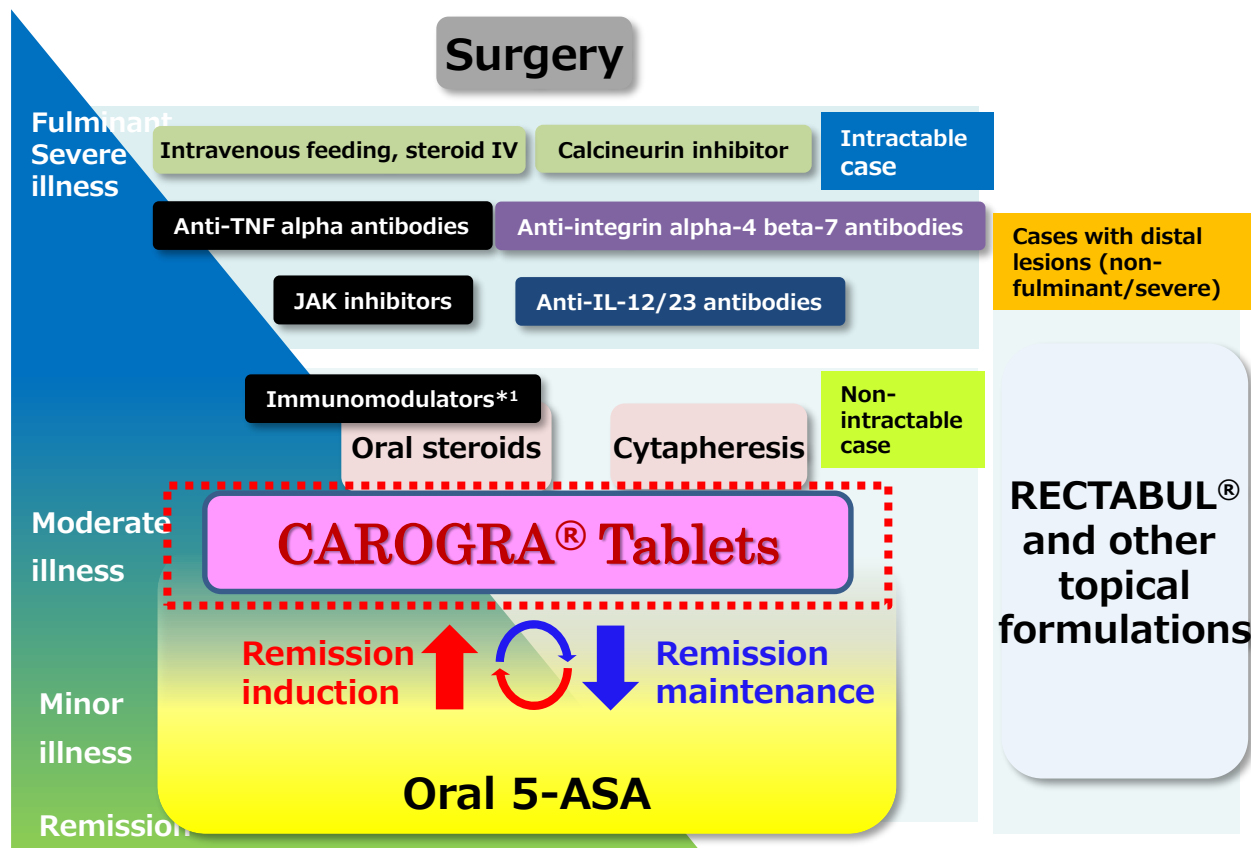 Surgery
Fulminant
Severe
illness
Intravenous feeding, steroid IV
Calcineurin inhibitor
Intractable
case
Anti-TNF alpha antibodies
Anti-integrin alpha-4 beta-7 antibodies
Cases with distal
lesions (non-
fulminant/severe)
JAK inhibitors
Anti-IL-12/23 antibodies
Immunomodulators*1
Non-
intractable
case
Oral steroids
Cytapheresis
Moderate
illness
CAROGRA® Tablets
RECTABUL®
and other
topical
formulations
Remission
induction
Remission
maintenance
Minor
illness
Oral 5-ASA
Remission